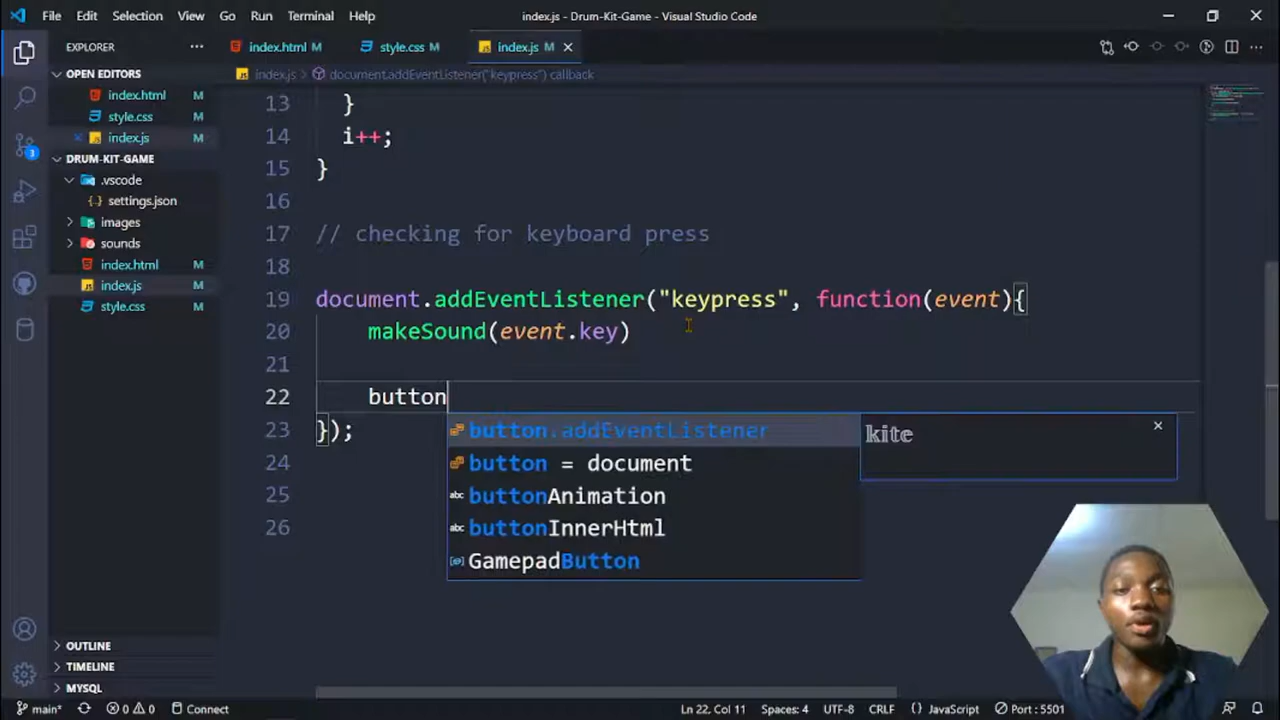 File Edit Selection View Go Run Terminal Help index.js - Drum-Kit-Game - Visual Studio Code
EXPLORER
index.html M
style.css M
index.js M
index.js
document.addEventListener("keypress") callback
OPEN EDITORS
index.html M
style.css M
index.js M
DRUM-KIT-GAME
.vscode
settings.json
images
sounds
index.html M
index.js M
style.css M
OUTLINE
TIMELINE
MYSQL
13 }
14 i++;
15 }
16
17 // checking for keyboard press
18
19 document.addEventListener("keypress", function(event){
20 makeSound(event.key)
21
22 button
23 });
24
25
26
button.addEventListener
button = document
buttonAnimation
buttonInnerHtml
GamepadButton
kite
3
main* 0 0 Connect Ln 22, Col 11 Spaces: 4 UTF-8 CRLF {} JavaScript Port : 5501